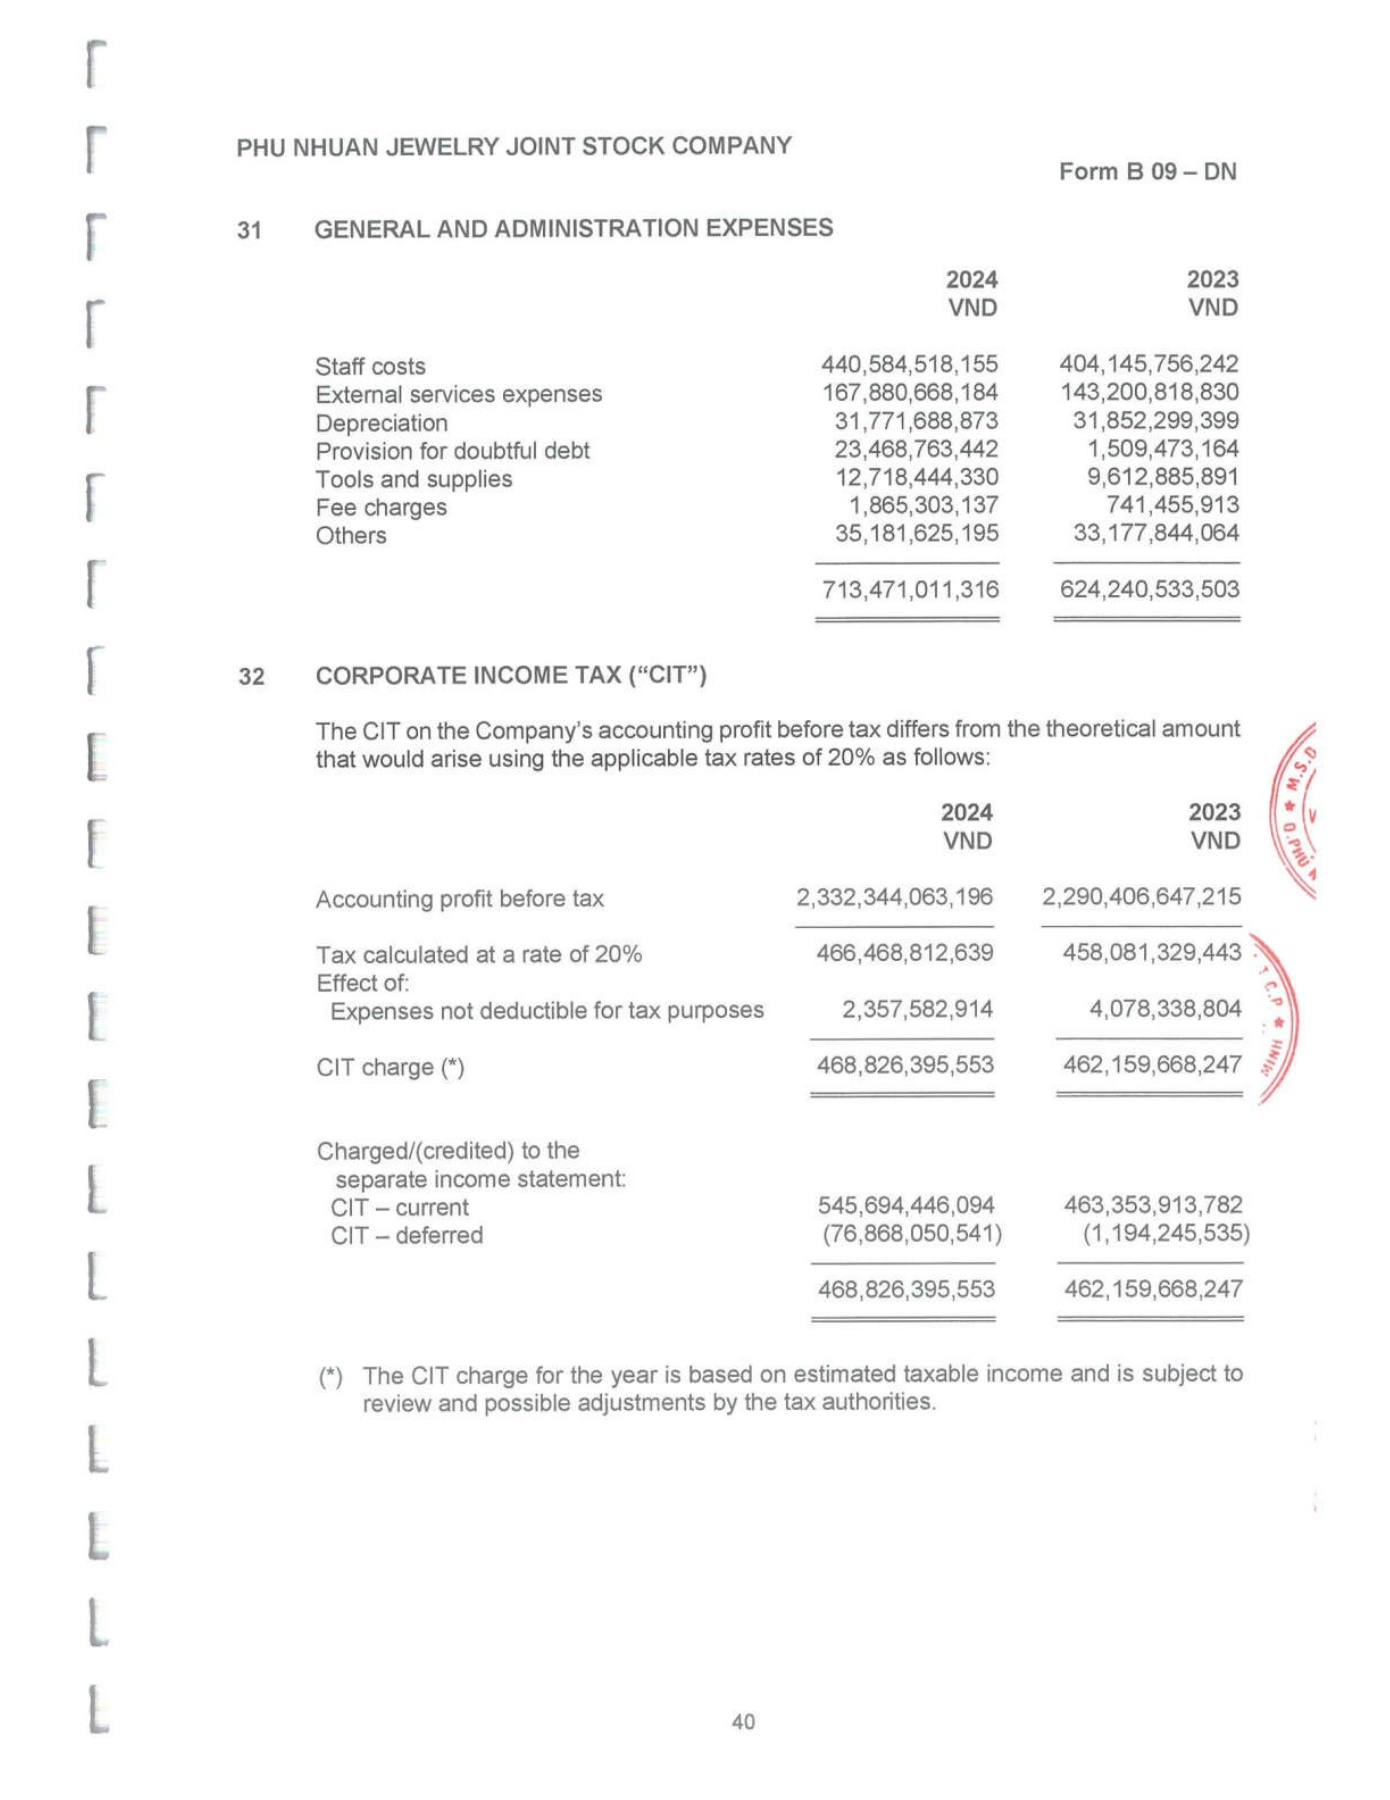 PHU NHUAN JEWELRY JOINT STOCK COMPANY
Form B 09 – DN
31 GENERAL AND ADMINISTRATION EXPENSES
2024 2023
VND VND
Staff costs 440,584,518,155 404,145,756,242
External services expenses 167,880,668,184 143,200,818,830
Depreciation 31,771,688,873 31,852,299,399
Provision for doubtful debt 23,468,763,442 1,509,473,164
Tools and supplies 12,718,444,330 9,612,885,891
Fee charges 1,865,303,137 741,455,913
Others 35,181,625,195 33,177,844,064
713,471,011,316 624,240,533,503
32 CORPORATE INCOME TAX (“CIT”)
The CIT on the Company’s accounting profit before tax differs from the theoretical amount
that would arise using the applicable tax rates of 20% as follows:
2024 2023
VND VND
Accounting profit before tax 2,332,344,063,196 2,290,406,647,215
Tax calculated at a rate of 20% 466,468,812,639 458,081,329,443
Effect of:
Expenses not deductible for tax purposes 2,357,582,914 4,078,338,804
CIT charge (*) 468,826,395,553 462,159,668,247
Charged/(credited) to the
separate income statement:
CIT – current 545,694,446,094 463,353,913,782
CIT – deferred (76,868,050,541) (1,194,245,535)
468,826,395,553 462,159,668,247
(*) The CIT charge for the year is based on estimated taxable income and is subject to
review and possible adjustments by the tax authorities.
40
M.S.D
Q.PHÚ
T C.P
MINH